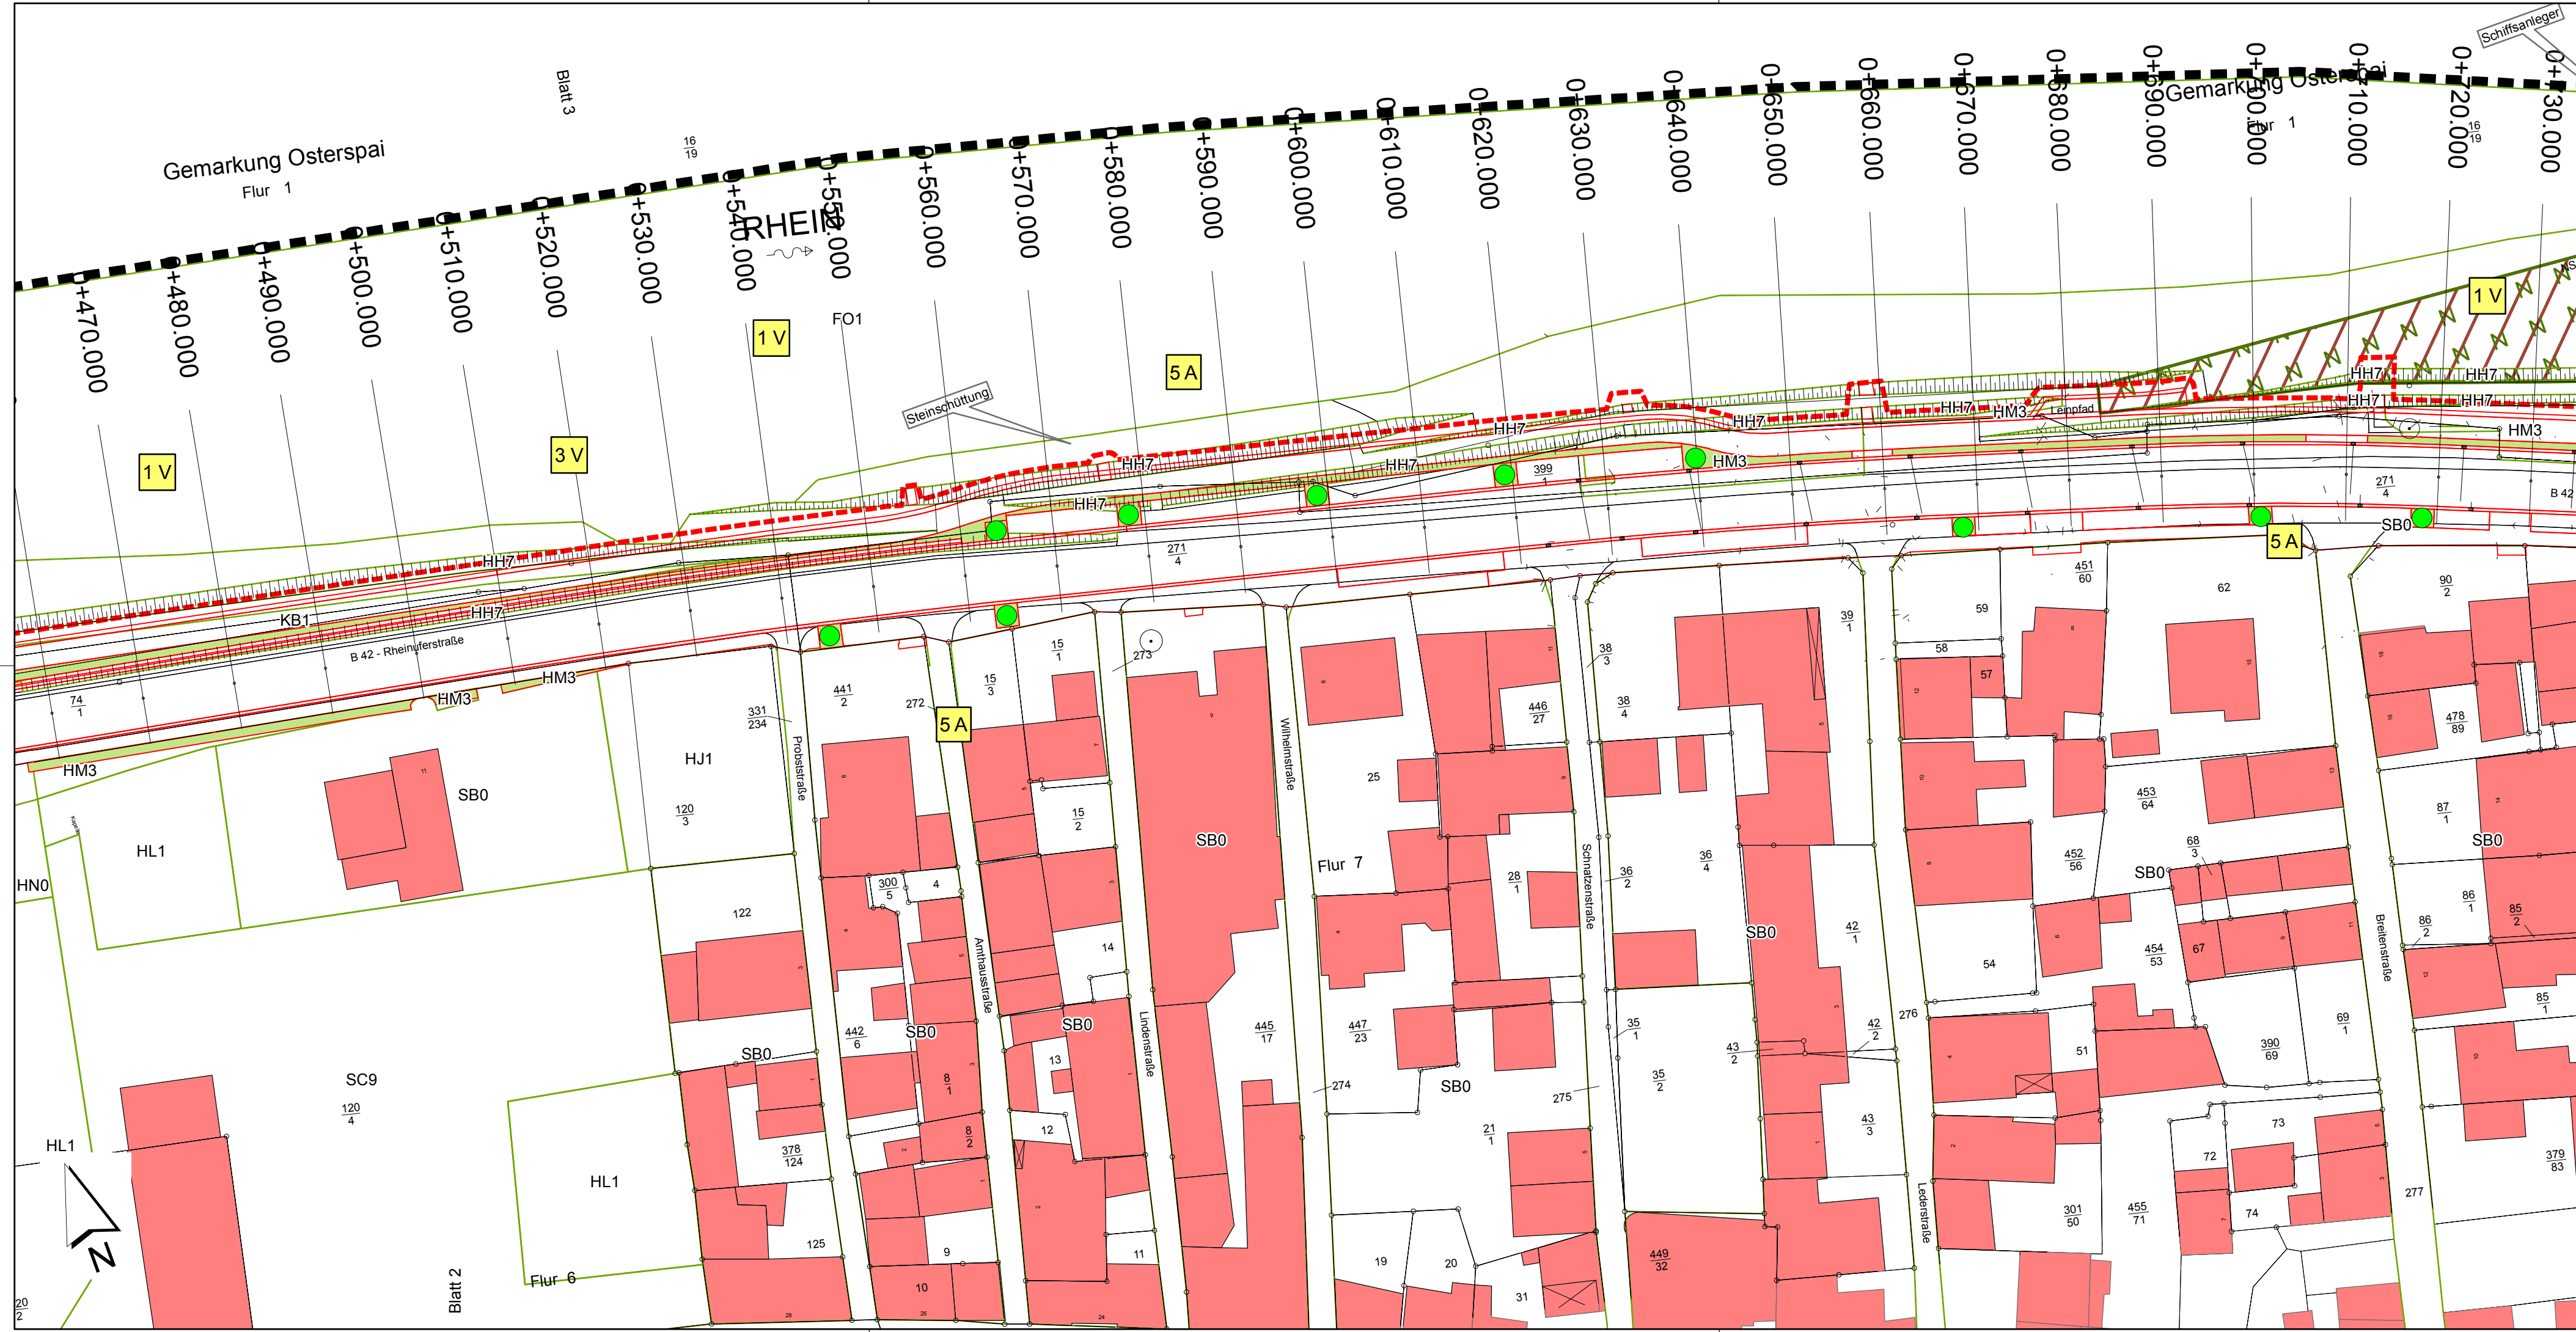 Schiffsanleger
Blatt 3
Gemarkung Osterspai
Flur 1
16
19
Gemarkung Osterspai
Flur 1
16
19
0+470.000
0+480.000
0+490.000
0+500.000
0+510.000
0+520.000
0+530.000
0+540.000
0+550.000
0+560.000
0+570.000
0+580.000
0+590.000
0+600.000
0+610.000
0+620.000
0+630.000
0+640.000
0+650.000
0+660.000
0+670.000
0+680.000
0+690.000
0+700.000
0+710.000
0+720.000
0+730.000
RHEIN
FO1
1 V
3 V
1 V
5 A
1 V
Steinschüttung
HH7
HH7
HH7
HH7
HH7
HH7
HH7
HH7
HM3
Leinpfad
HH7
HH7
HH7
HH7
HM3
HM3
399
1
271
4
271
4
B 42
SB0
5 A
KB1
B 42 - Rheinuferstraße
74
1
HM3
HM3
HM3
HL1
HN0
Kapelle
11
SB0
HJ1
120
3
331
234
Probststraße
441
2
272
5 A
15
3
15
1
273
15
2
Wilhelmstraße
SB0
25
446
27
38
3
38
4
39
1
451
60
59
58
57
62
90
2
478
89
453
64
87
1
SB0
452
56
68
3
SB0
86
1
86
2
85
2
85
1
Flur 7
28
1
Schnatzenstraße
36
2
36
4
SB0
42
1
54
454
53
67
Breitenstraße
122
300
5
4
14
Amthausstraße
442
6
SB0
SB0
13
Lindenstraße
445
17
447
23
274
SB0
275
35
1
35
2
43
2
42
2
276
51
390
69
69
1
SB0
SC9
120
4
HL1
HL1
8
1
8
2
12
378
124
21
1
43
3
73
72
74
379
83
277
Lederstraße
301
50
455
71
125
9
10
11
19
20
31
449
32
N
Blatt 2
Flur 6
20
2
28
26
24